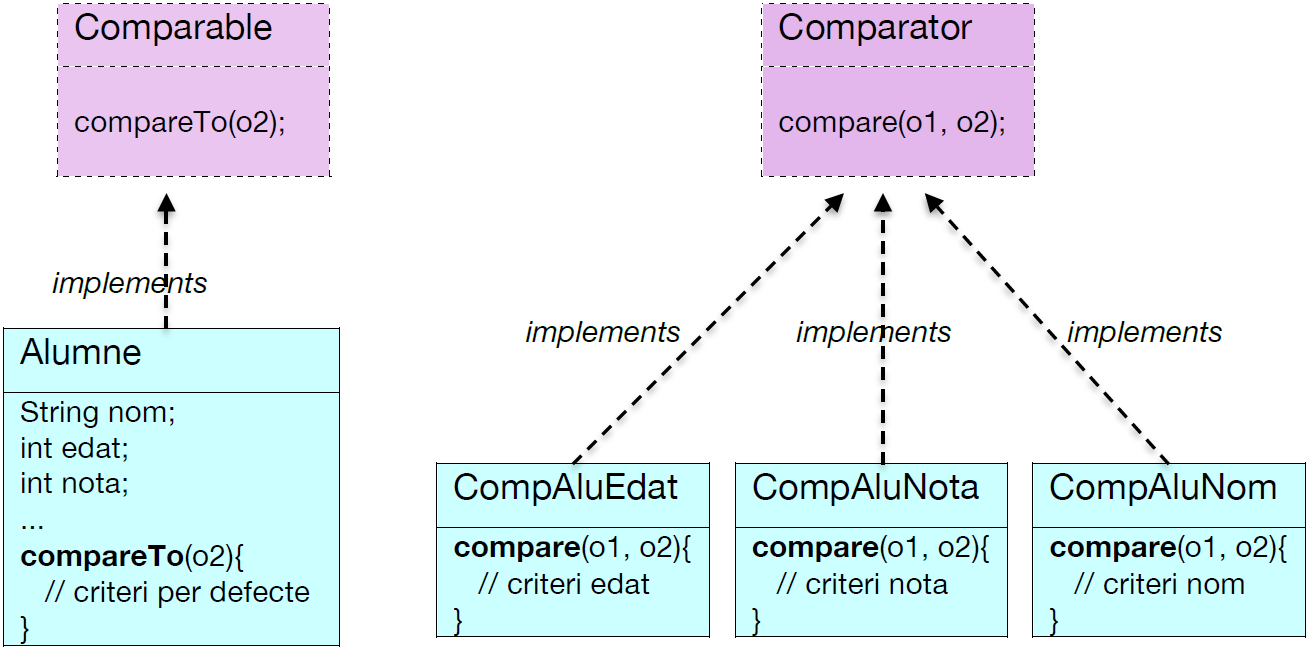 Comparable
compareTo(o2);
implements
Alumne
String nom;
int edat;
int nota;
...
compareTo(o2){
// criteri per defecte
}
Comparator
compare(o1, o2);
implements
implements
implements
CompAluEdat
compare(o1, o2){
// criteri edat
}
CompAluNota
compare(o1, o2){
// criteri nota
}
CompAluNom
compare(o1, o2){
// criteri nom
}